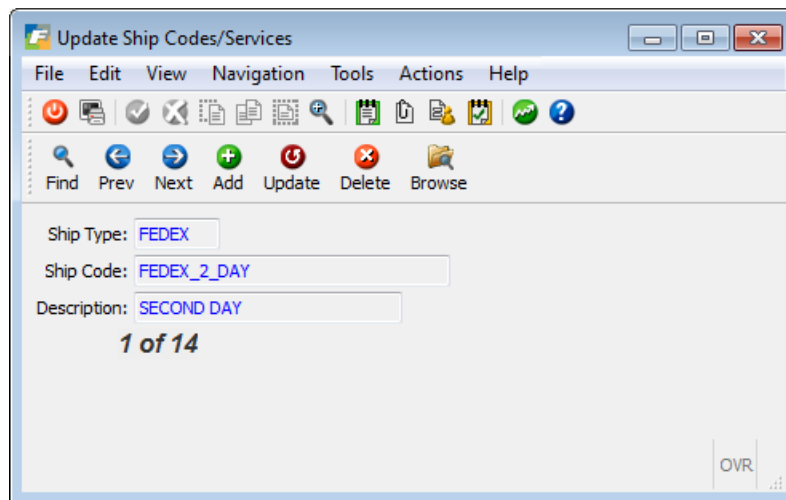 Update Ship Codes/Services
File Edit View Navigation Tools Actions Help
Find Prev Next Add Update Delete Browse
Ship Type: FEDEX
Ship Code: FEDEX_2_DAY
Description: SECOND DAY
1 of 14
OVR